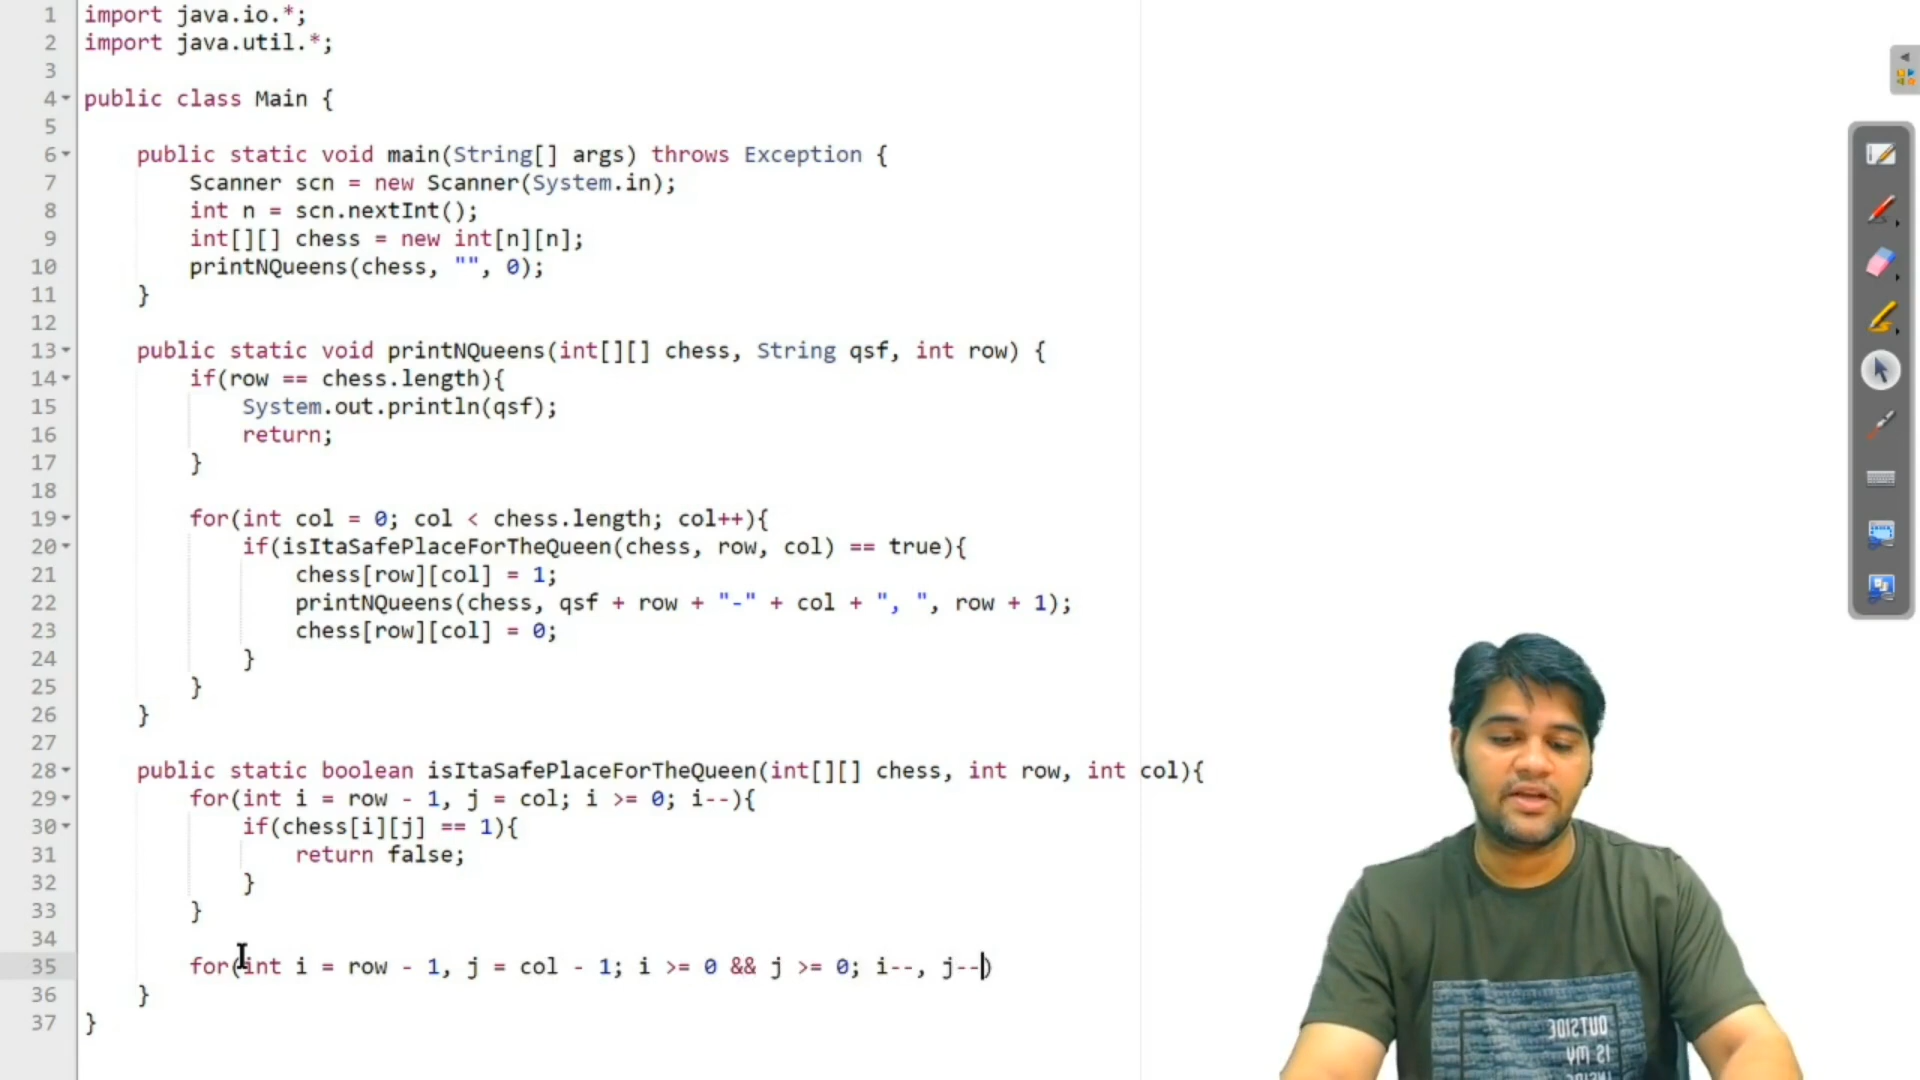 1 import java.io.*;
2 import java.util.*;
3
4 public class Main {
5
6 public static void main(String[] args) throws Exception {
7 Scanner scn = new Scanner(System.in);
8 int n = scn.nextInt();
9 int[][] chess = new int[n][n];
10 printNQueens(chess, "", 0);
11 }
12
13 public static void printNQueens(int[][] chess, String qsf, int row) {
14 if(row == chess.length){
15 System.out.println(qsf);
16 return;
17 }
18
19 for(int col = 0; col < chess.length; col++){
20 if(isItaSafePlaceForTheQueen(chess, row, col) == true){
21 chess[row][col] = 1;
22 printNQueens(chess, qsf + row + "-" + col + ", ", row + 1);
23 chess[row][col] = 0;
24 }
25 }
26 }
27
28 public static boolean isItaSafePlaceForTheQueen(int[][] chess, int row, int col){
29 for(int i = row - 1, j = col; i >= 0; i--){
30 if(chess[i][j] == 1){
31 return false;
32 }
33 }
34
35 for(int i = row - 1, j = col - 1; i >= 0 && j >= 0; i--, j--)
36 }
37 }
OUTSIDE
IS MY
INSIDE